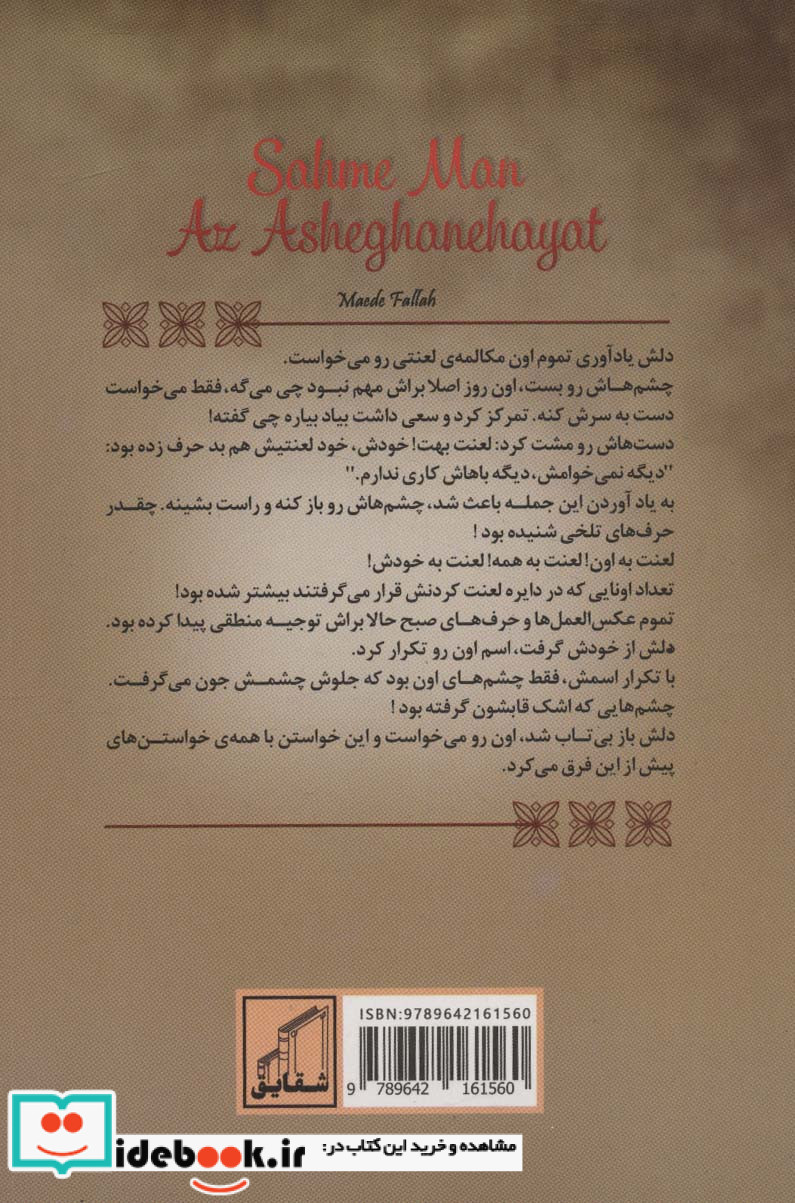 Sahme Man
Az Asheghanehayat
Maede Fallah
دلش یادآوری تموم اون مکالمه‌ی لعنتی رو می‌خواست.
چشم‌هاش رو بست، اون روز اصلا براش مهم نبود چی می‌گه، فقط می‌خواست
دست به سرش کنه. تمرکز کرد و سعی داشت بیاد بیاره چی گفته!
دست‌هاش رو مشت کرد: لعنت بهت! خودش، خود لعنتیش هم بد حرف زده بود:
"دیگه نمی‌خوامش، دیگه باهاش کاری ندارم."
به یاد آوردن این جمله باعث شد، چشم‌هاش رو باز کنه و راست بشینه. چقدر
حرف‌های تلخی شنیده بود !
لعنت به اون! لعنت به همه! لعنت به خودش!
تعداد اونایی که در دایره لعنت کردنش قرار می‌گرفتند بیشتر شده بود!
تموم عکس‌العمل‌ها و حرف‌های صبح حالا براش توجیه منطقی پیدا کرده بود.
دلش از خودش گرفت، اسم اون رو تکرار کرد.
با تکرار اسمش، فقط چشم‌های اون بود که جلوش چشمش جون می‌گرفت.
چشم‌هایی که اشک قابشون گرفته بود !
دلش باز بی‌تاب شد، اون رو می‌خواست و این خواستن با همه‌ی خواستن‌های
پیش از این فرق می‌کرد.
ISBN:9789642161560
9 789642 161560
شقایق
مشاهده و خرید این کتاب در:
idebook.ir